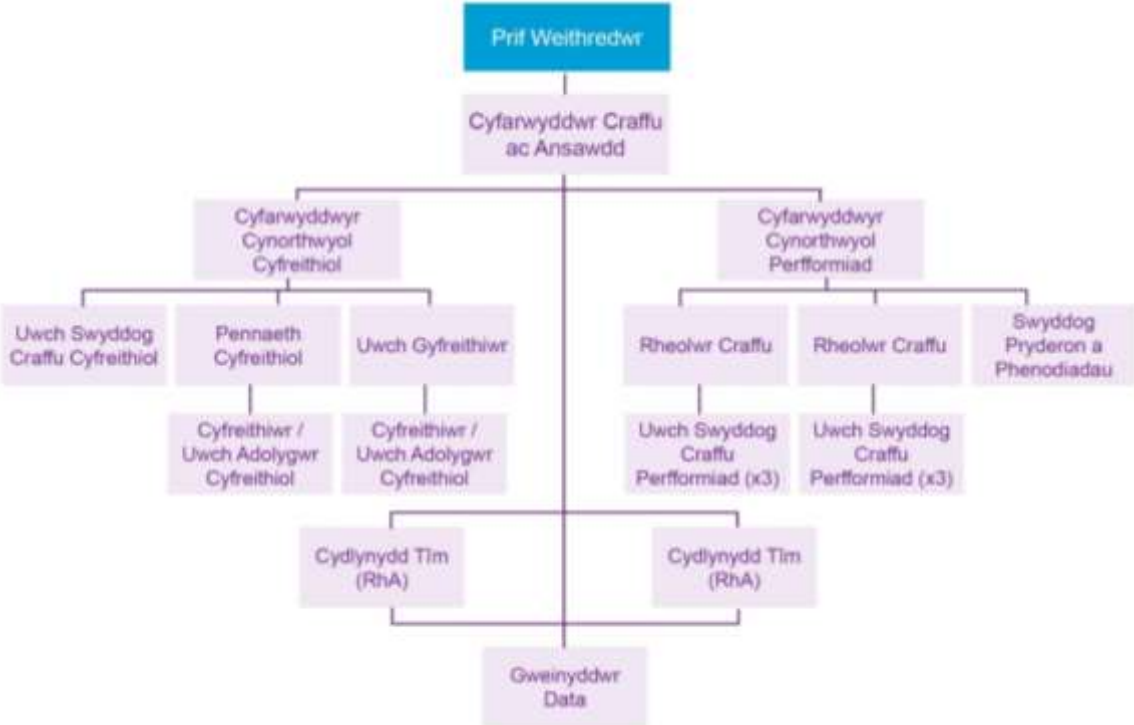 Prif Weithredwr
Cyfarwyddwr Craffu
ac Ansawdd
Cyfarwyddwyr
Cynorthwyol
Cyfreithiol
Cyfarwyddwyr
Cynorthwyol
Perfformiad
Uwch Swyddog
Craffu Cyfreithiol
Pennaeth
Cyfreithiol
Uwch Gyfreithiwr
Rheolwr Craffu
Rheolwr Craffu
Swyddog
Pryderon a
Phenodiadau
Cyfreithiwr /
Uwch Adolygwr
Cyfreithiol
Cyfreithiwr /
Uwch Adolygwr
Cyfreithiol
Uwch Swyddog
Craffu
Perfformiad (x3)
Uwch Swyddog
Craffu
Perfformiad (x3)
Cydlynydd Tîm
(RhA)
Cydlynydd Tîm
(RhA)
Gweinyddwr
Data